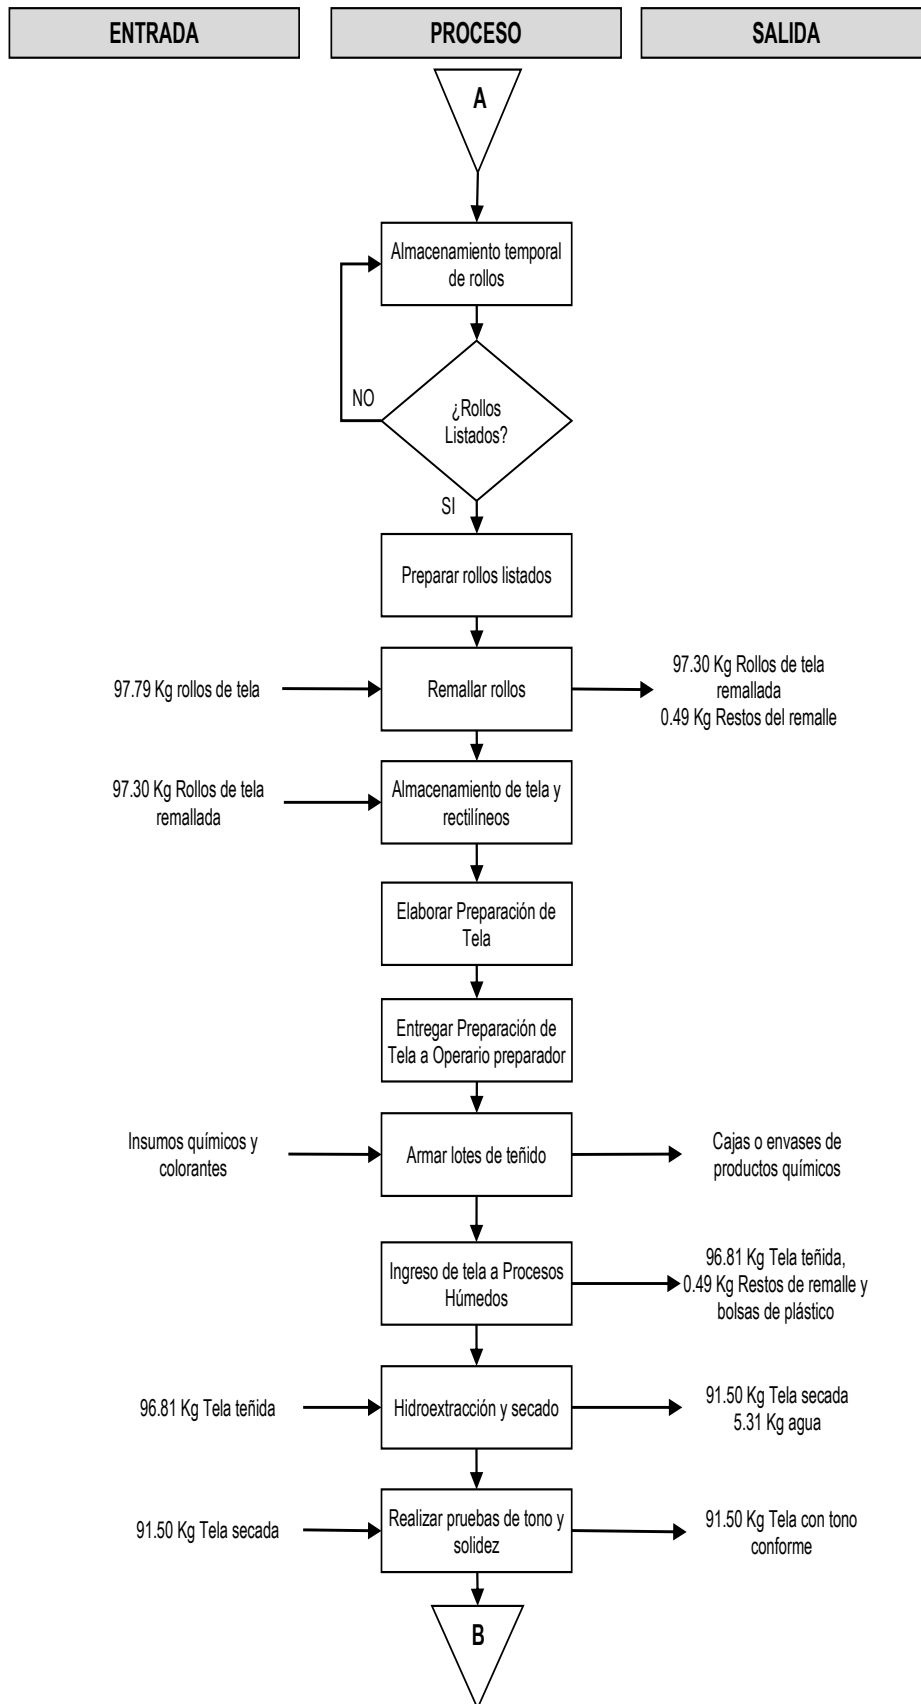 ENTRADA
PROCESO
SALIDA
A
Almacenamiento temporal
de rollos
NO
¿Rollos
Listados?
SI
Preparar rollos listados
97.79 Kg rollos de tela
Remallar rollos
97.30 Kg Rollos de tela
remallada
0.49 Kg Restos del remalle
97.30 Kg Rollos de tela
remallada
Almacenamiento de tela y
rectilíneos
Elaborar Preparación de
Tela
Entregar Preparación de
Tela a Operario preparador
Insumos químicos y
colorantes
Armar lotes de teñido
Cajas o envases de
productos químicos
Ingreso de tela a Procesos
Húmedos
96.81 Kg Tela teñida,
0.49 Kg Restos de remalle y
bolsas de plástico
96.81 Kg Tela teñida
Hidroextracción y secado
91.50 Kg Tela secada
5.31 Kg agua
91.50 Kg Tela secada
Realizar pruebas de tono y
solidez
91.50 Kg Tela con tono
conforme
B